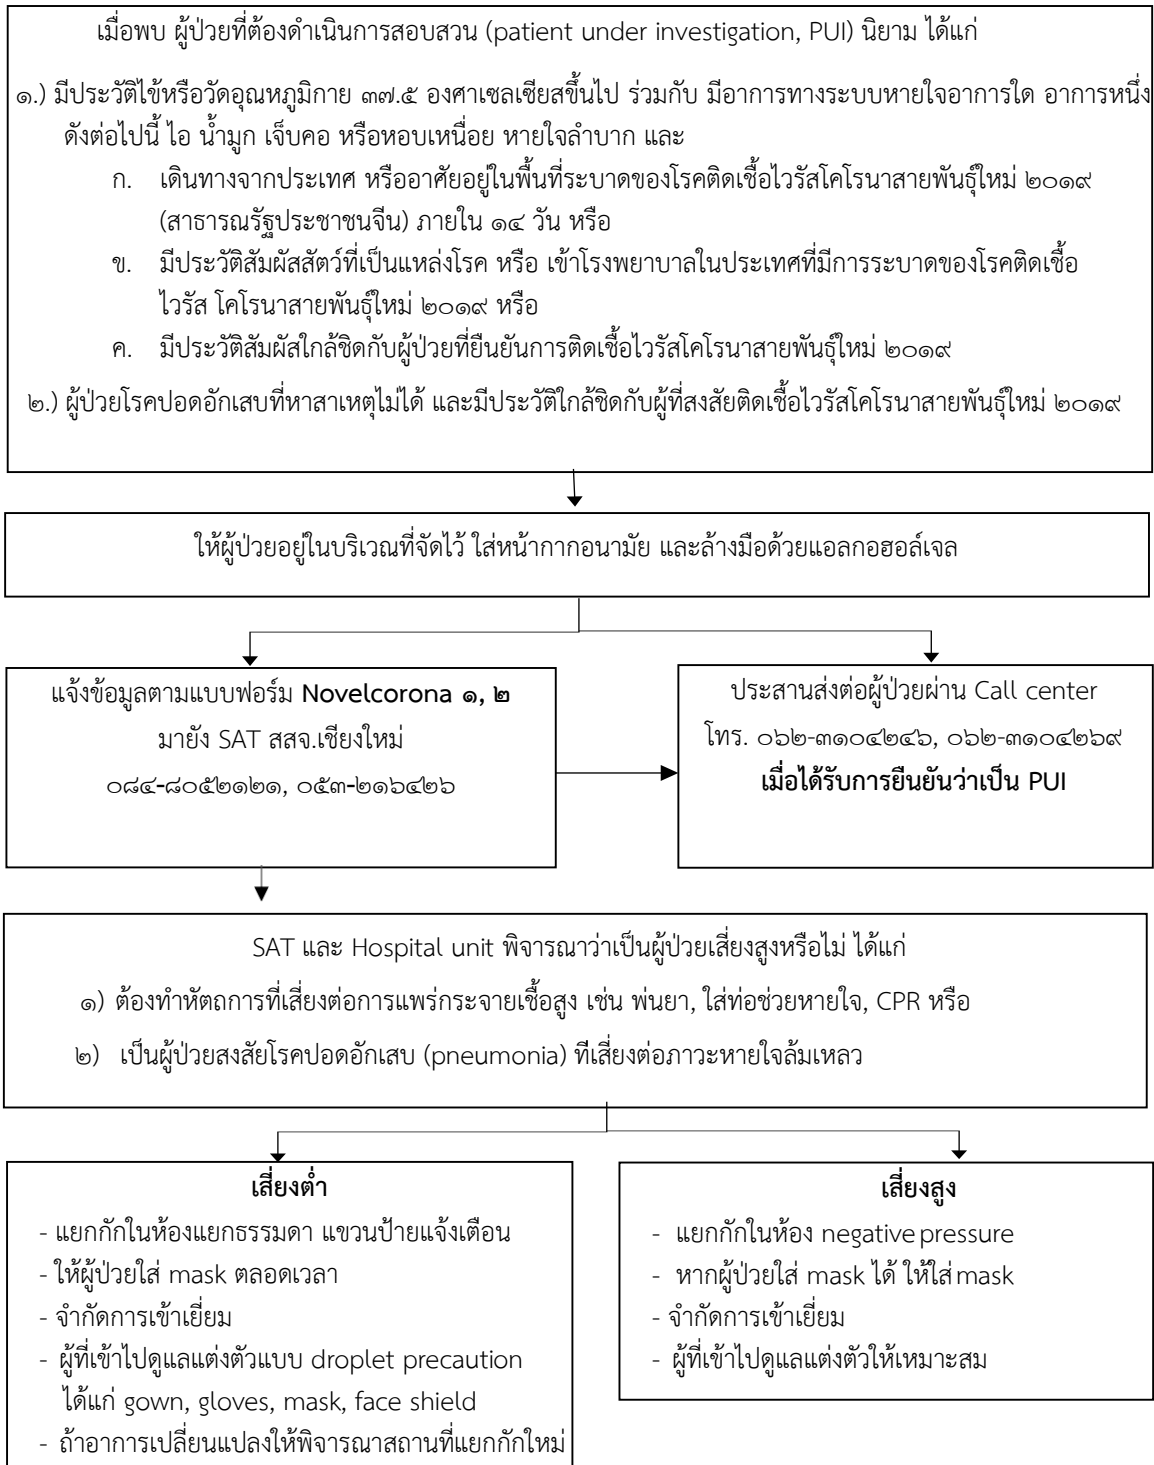 เมื่อพบ ผู้ป่วยที่ต้องดำเนินการสอบสวน (patient under investigation, PUI) นิยาม ได้แก่
๑.) มีประวัติไข้หรือวัดอุณหภูมิกาย ๓๗.๕ องศาเซลเซียสขึ้นไป ร่วมกับ มีอาการทางระบบหายใจอาการใด อาการหนึ่ง
ดังต่อไปนี้ ไอ น้ำมูก เจ็บคอ หรือหอบเหนื่อย หายใจลำบาก และ
ก. เดินทางจากประเทศ หรืออาศัยอยู่ในพื้นที่ระบาดของโรคติดเชื้อไวรัสโคโรนาสายพันธุ์ใหม่ ๒๐๑๙
(สาธารณรัฐประชาชนจีน) ภายใน ๑๔ วัน หรือ
ข. มีประวัติสัมผัสสัตว์ที่เป็นแหล่งโรค หรือ เข้าโรงพยาบาลในประเทศที่มีการระบาดของโรคติดเชื้อ
ไวรัส โคโรนาสายพันธุ์ใหม่ ๒๐๑๙ หรือ
ค. มีประวัติสัมผัสใกล้ชิดกับผู้ป่วยที่ยืนยันการติดเชื้อไวรัสโคโรนาสายพันธุ์ใหม่ ๒๐๑๙
๒.) ผู้ป่วยโรคปอดอักเสบที่หาสาเหตุไม่ได้ และมีประวัติใกล้ชิดกับผู้ที่สงสัยติดเชื้อไวรัสโคโรนาสายพันธุ์ใหม่ ๒๐๑๙
ให้ผู้ป่วยอยู่ในบริเวณที่จัดไว้ ใส่หน้ากากอนามัย และล้างมือด้วยแอลกอฮอล์เจล
แจ้งข้อมูลตามแบบฟอร์ม Novelcorona ๑, ๒
มายัง SAT สสจ.เชียงใหม่
๐๘๔-๘๐๕๒๑๒๑, ๐๕๓-๒๑๖๔๒๖
ประสานส่งต่อผู้ป่วยผ่าน Call center
โทร. ๐๖๒-๓๑๐๔๒๔๖, ๐๖๒-๓๑๐๔๒๖๙
เมื่อได้รับการยืนยันว่าเป็น PUI
SAT และ Hospital unit พิจารณาว่าเป็นผู้ป่วยเสี่ยงสูงหรือไม่ ได้แก่
๑) ต้องทำหัตถการที่เสี่ยงต่อการแพร่กระจายเชื้อสูง เช่น พ่นยา, ใส่ท่อช่วยหายใจ, CPR หรือ
๒) เป็นผู้ป่วยสงสัยโรคปอดอักเสบ (pneumonia) ที่เสี่ยงต่อภาวะหายใจล้มเหลว
เสี่ยงต่ำ
- แยกกักในห้องแยกธรรมดา แขวนป้ายแจ้งเตือน
- ให้ผู้ป่วยใส่ mask ตลอดเวลา
- จำกัดการเข้าเยี่ยม
- ผู้ที่เข้าไปดูแลแต่งตัวแบบ droplet precaution
ได้แก่ gown, gloves, mask, face shield
- ถ้าอาการเปลี่ยนแปลงให้พิจารณาสถานที่แยกกักใหม่
เสี่ยงสูง
- แยกกักในห้อง negative pressure
- หากผู้ป่วยใส่ mask ได้ ให้ใส่ mask
- จำกัดการเข้าเยี่ยม
- ผู้ที่เข้าไปดูแลแต่งตัวให้เหมาะสม